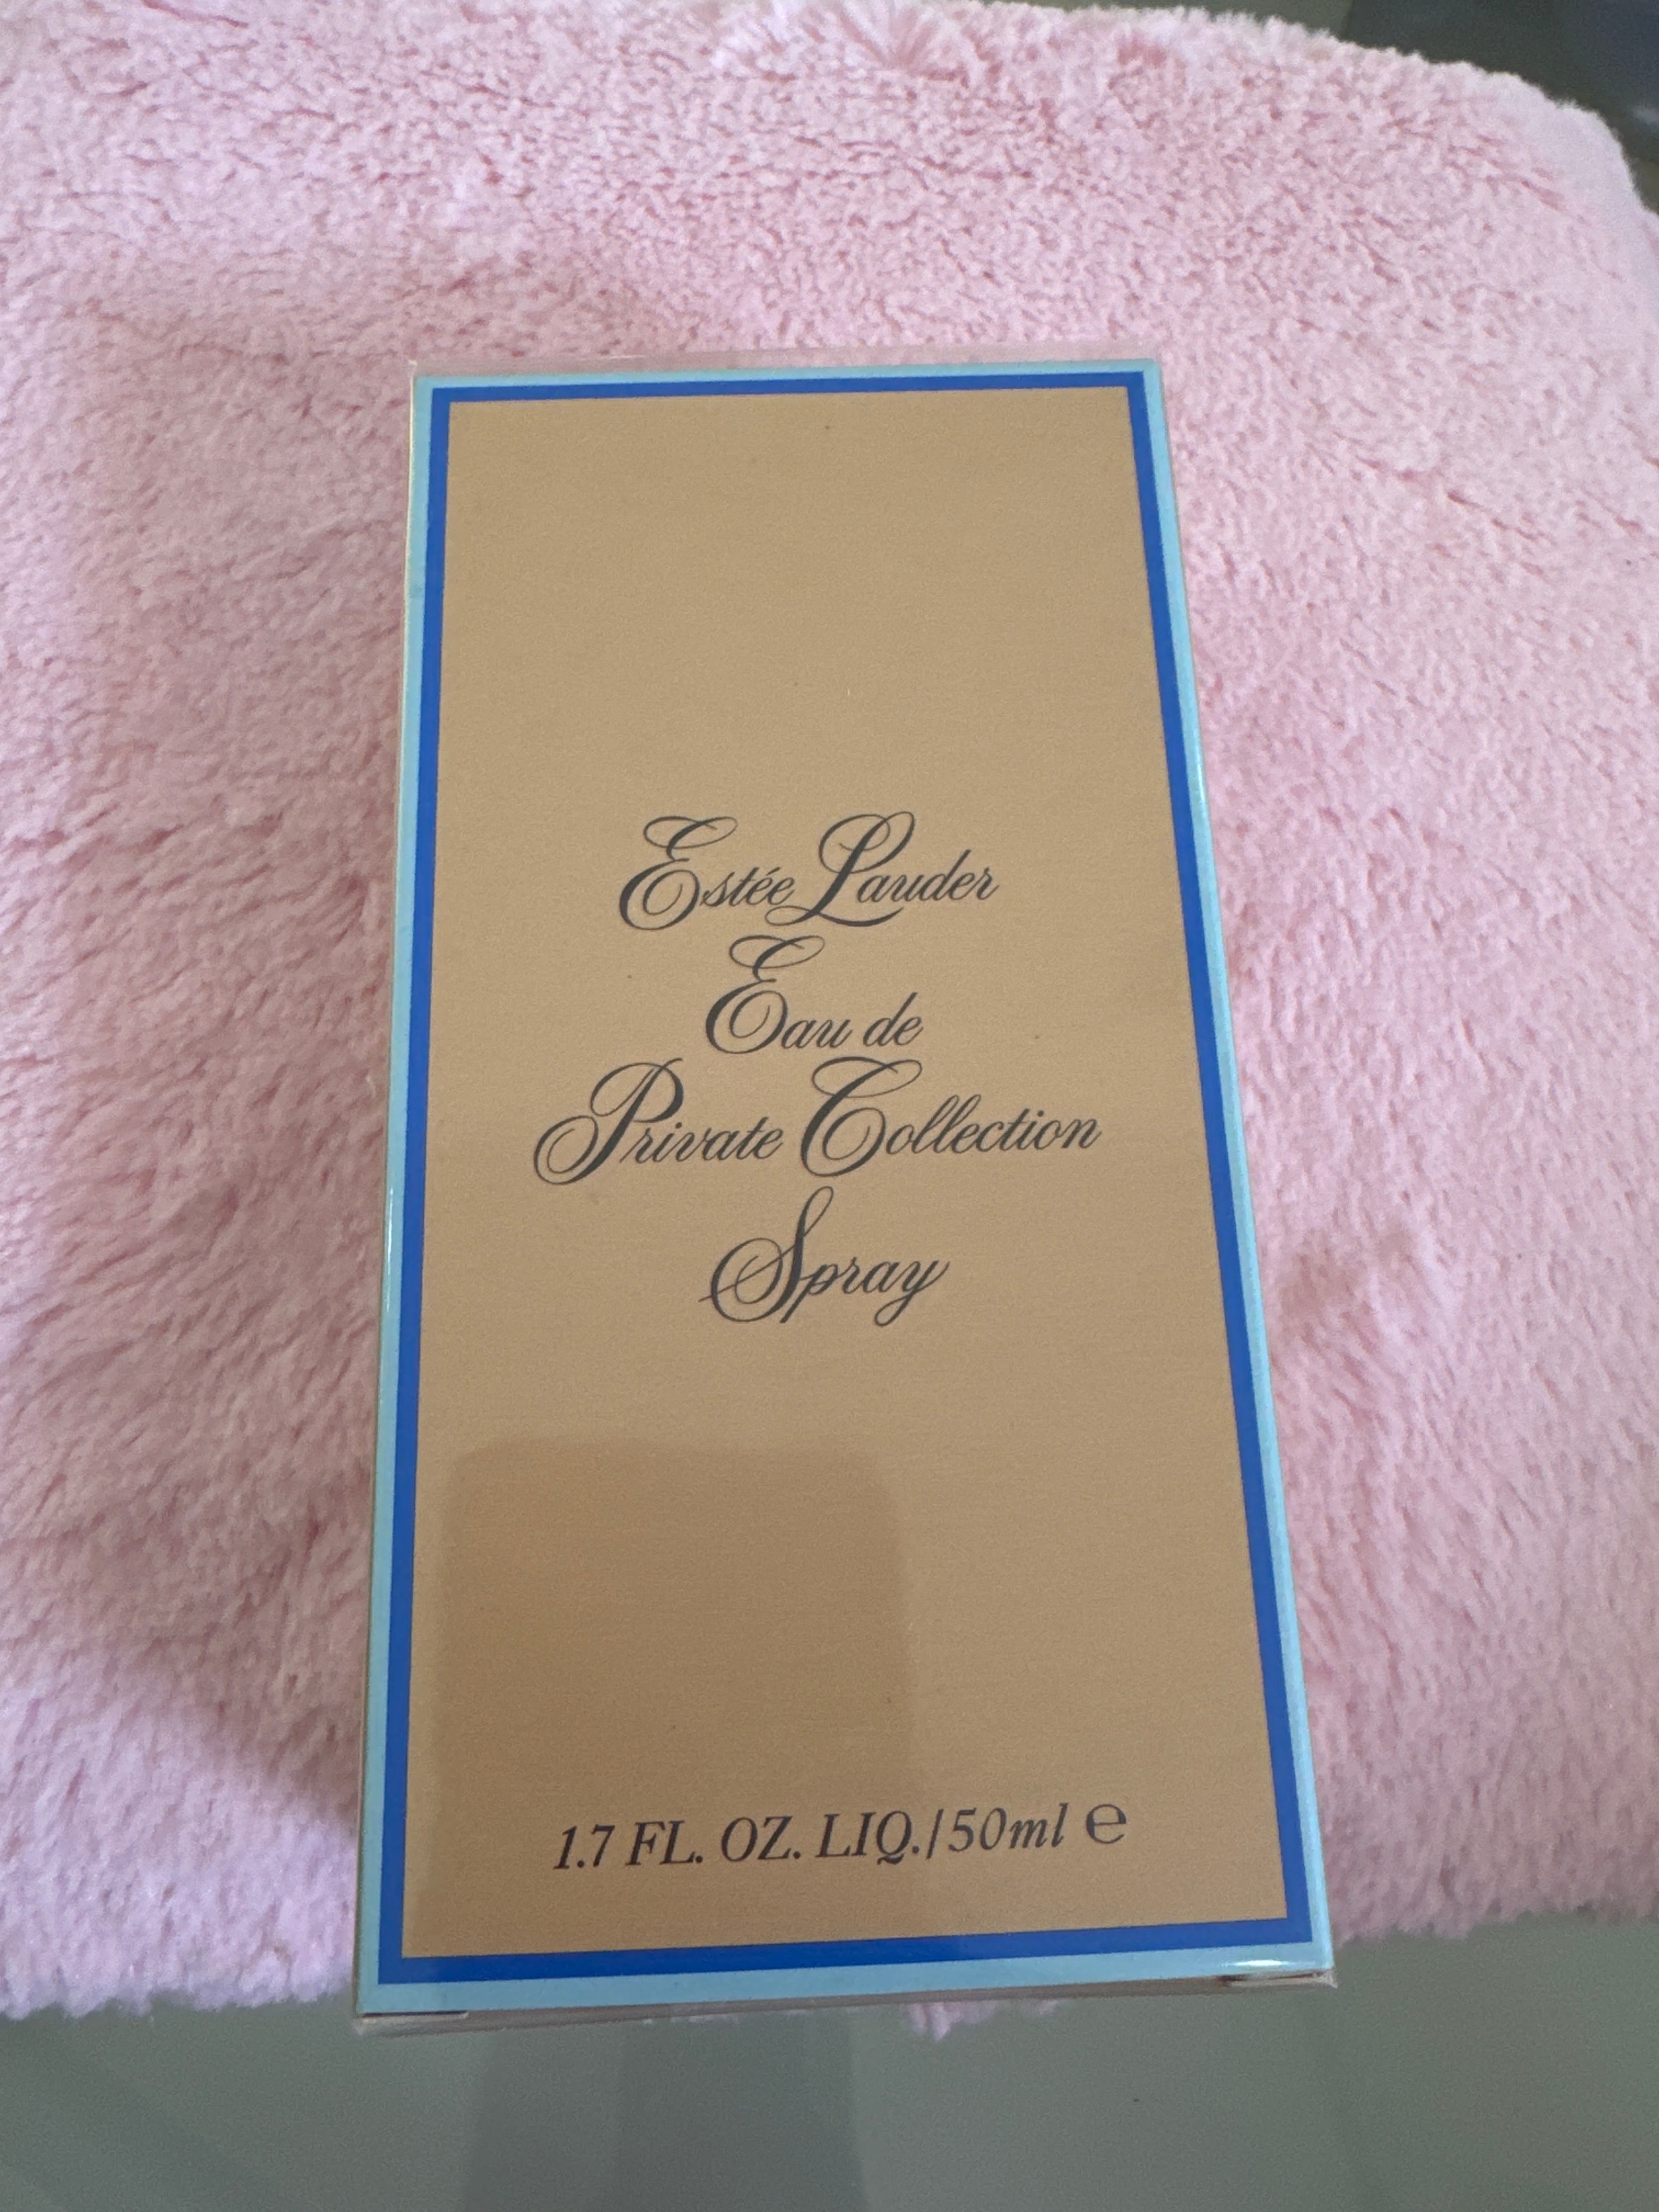 Estée Lauder
Eau de
Private Collection
Spray
1.7 FL. OZ. LIQ./50ml ℮